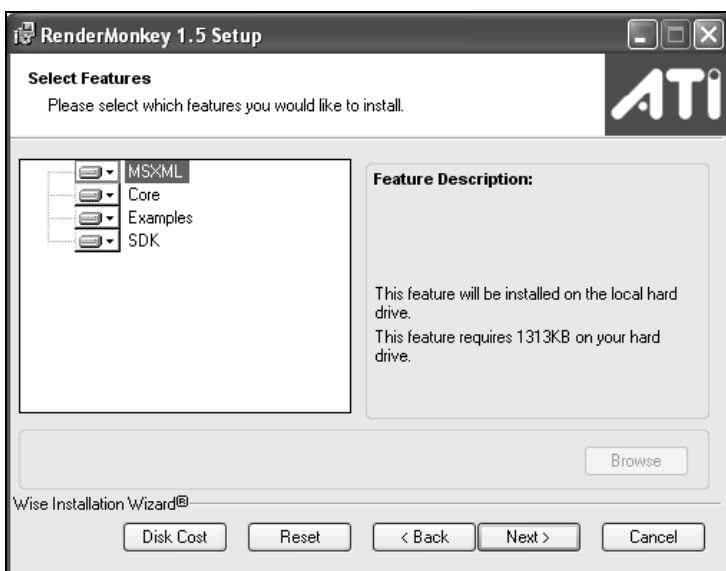 RenderMonkey 1.5 Setup
Select Features
Please select which features you would like to install.
ATi
MSXML
Core
Examples
SDK
Feature Description:
This feature will be installed on the local hard
drive.
This feature requires 1313KB on your hard
drive.
Browse
Wise Installation Wizard®
Disk Cost
Reset
< Back
Next >
Cancel